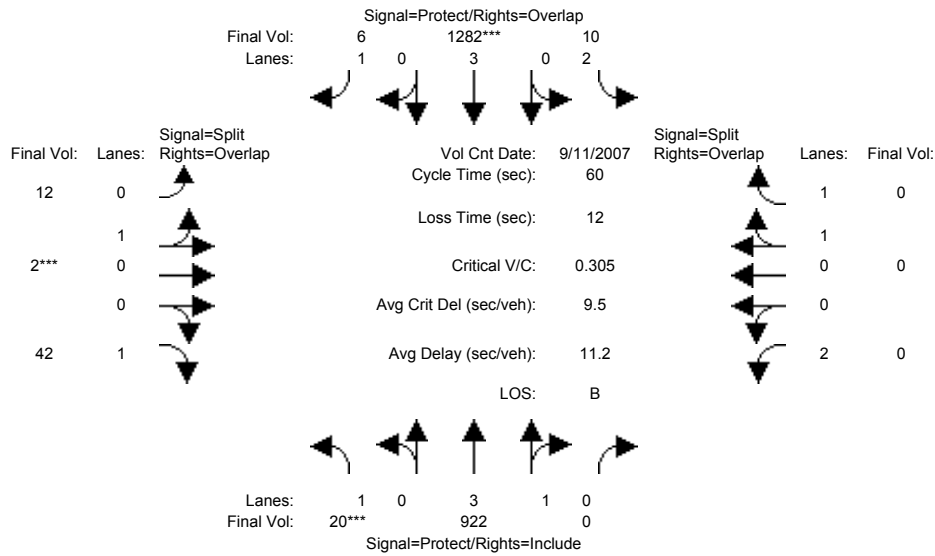 Signal=Protect/Rights=Overlap
Final Vol: 6 1282*** 10
Lanes: 1 0 3 0 2
Signal=Split
Final Vol: Lanes: Rights=Overlap
Vol Cnt Date: 9/11/2007
Signal=Split
Rights=Overlap Lanes: Final Vol:
Cycle Time (sec): 60
12 0
1 0
Loss Time (sec): 12
1
1
2*** 0
Critical V/C: 0.305
0 0
0
Avg Crit Del (sec/veh): 9.5
0
42 1
Avg Delay (sec/veh): 11.2
2 0
LOS: B
Lanes: 1 0 3 1 0
Final Vol: 20*** 922 0
Signal=Protect/Rights=Include